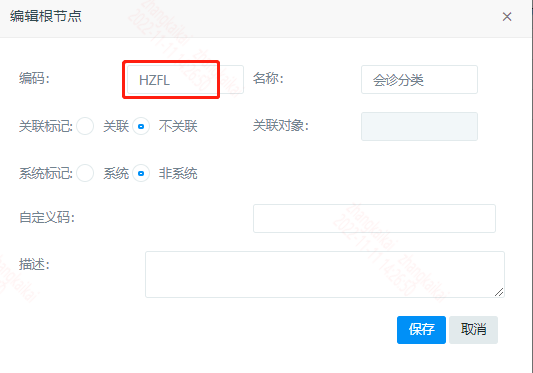 编辑根节点 ×
编码: HZFL 名称: 会诊分类
关联标记: 关联 不关联 关联对象:
系统标记: 系统 非系统
自定义码:
描述:
保存 取消